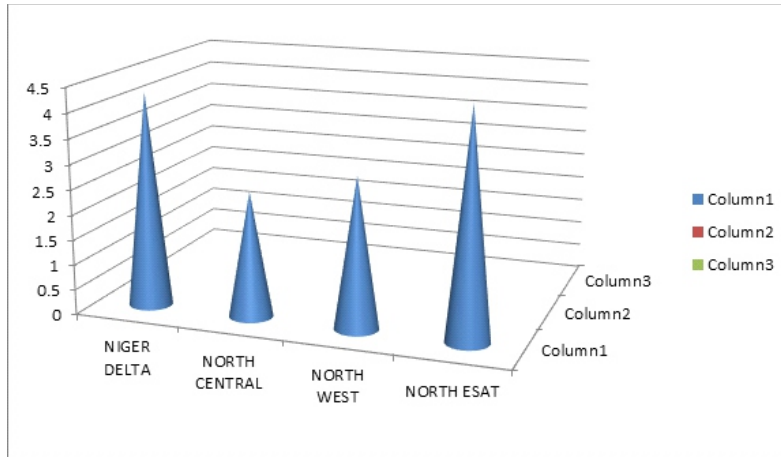 4.5
4
3.5
3
2.5
2
1.5
1
0.5
0
NIGER
DELTA
NORTH
CENTRAL
NORTH
WEST
NORTH ESAT
Column3
Column2
Column1
Column1
Column2
Column3